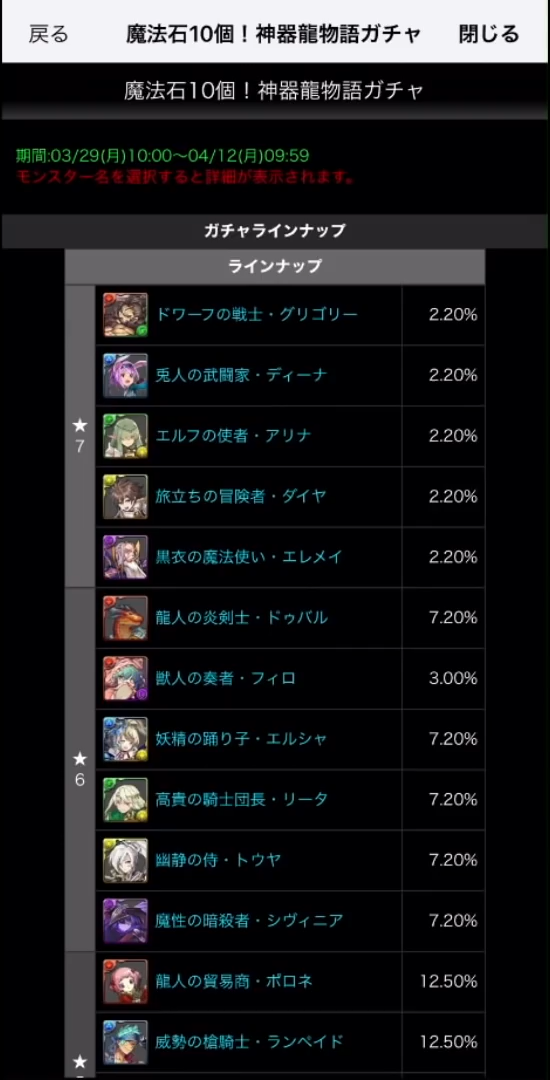 戻る 魔法石10個！神器龍物語ガチャ 閉じる
魔法石10個！神器龍物語ガチャ
期間:03/29(月)10:00〜04/12(月)09:59
モンスター名を選択すると詳細が表示されます。
ガチャラインナップ
ラインナップ
★7
ドワーフの戦士・グリゴリー 2.20%
兎人の武闘家・ディーナ 2.20%
エルフの使者・アリナ 2.20%
旅立ちの冒険者・ダイヤ 2.20%
黒衣の魔法使い・エレメイ 2.20%
★6
龍人の炎剣士・ドゥバル 7.20%
獣人の奏者・フィロ 3.00%
妖精の踊り子・エルシャ 7.20%
高貴の騎士団長・リータ 7.20%
幽静の侍・トウヤ 7.20%
魔性の暗殺者・シヴィニア 7.20%
★
龍人の貿易商・ポロネ 12.50%
威勢の槍騎士・ランペイド 12.50%